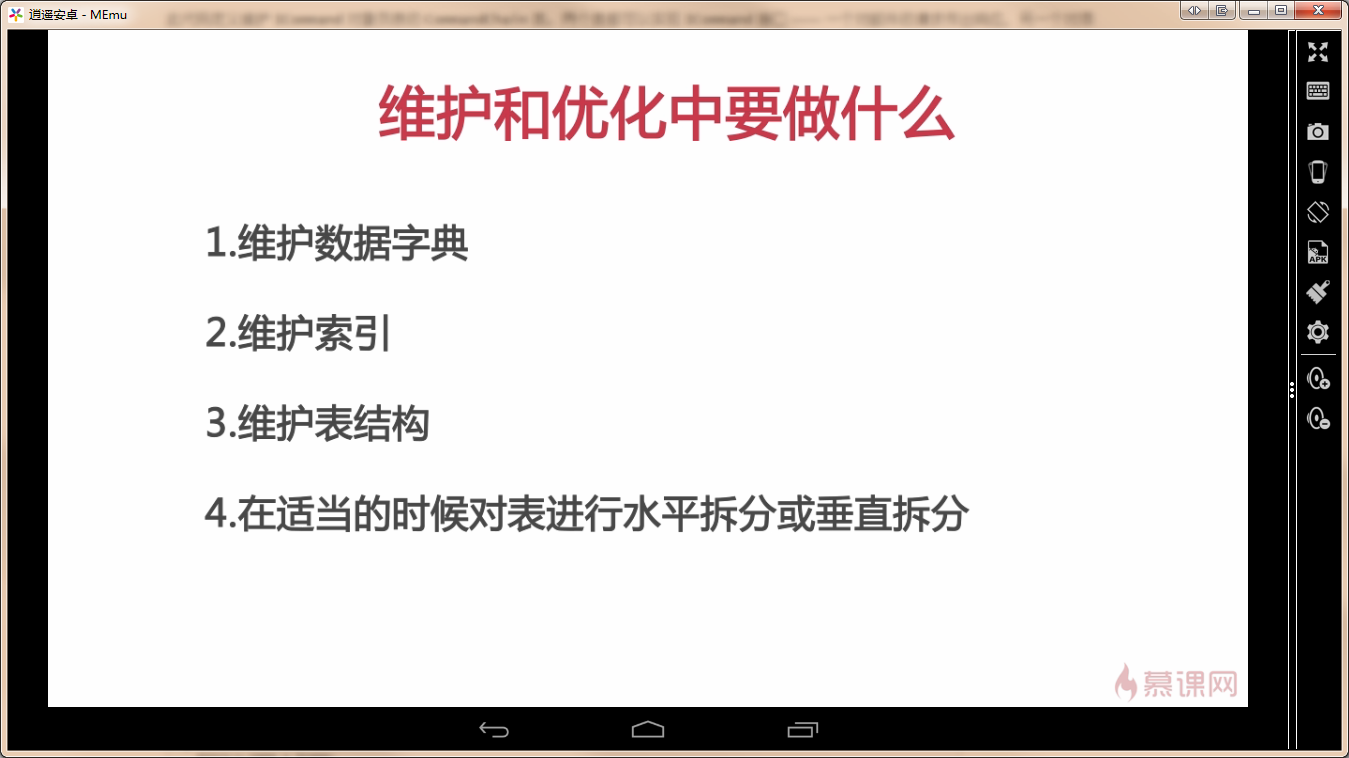 逍遥安卓 - MEmu
维护和优化中要做什么
1.维护数据字典
2.维护索引
3.维护表结构
4.在适当的时候对表进行水平拆分或垂直拆分
APK
慕课网